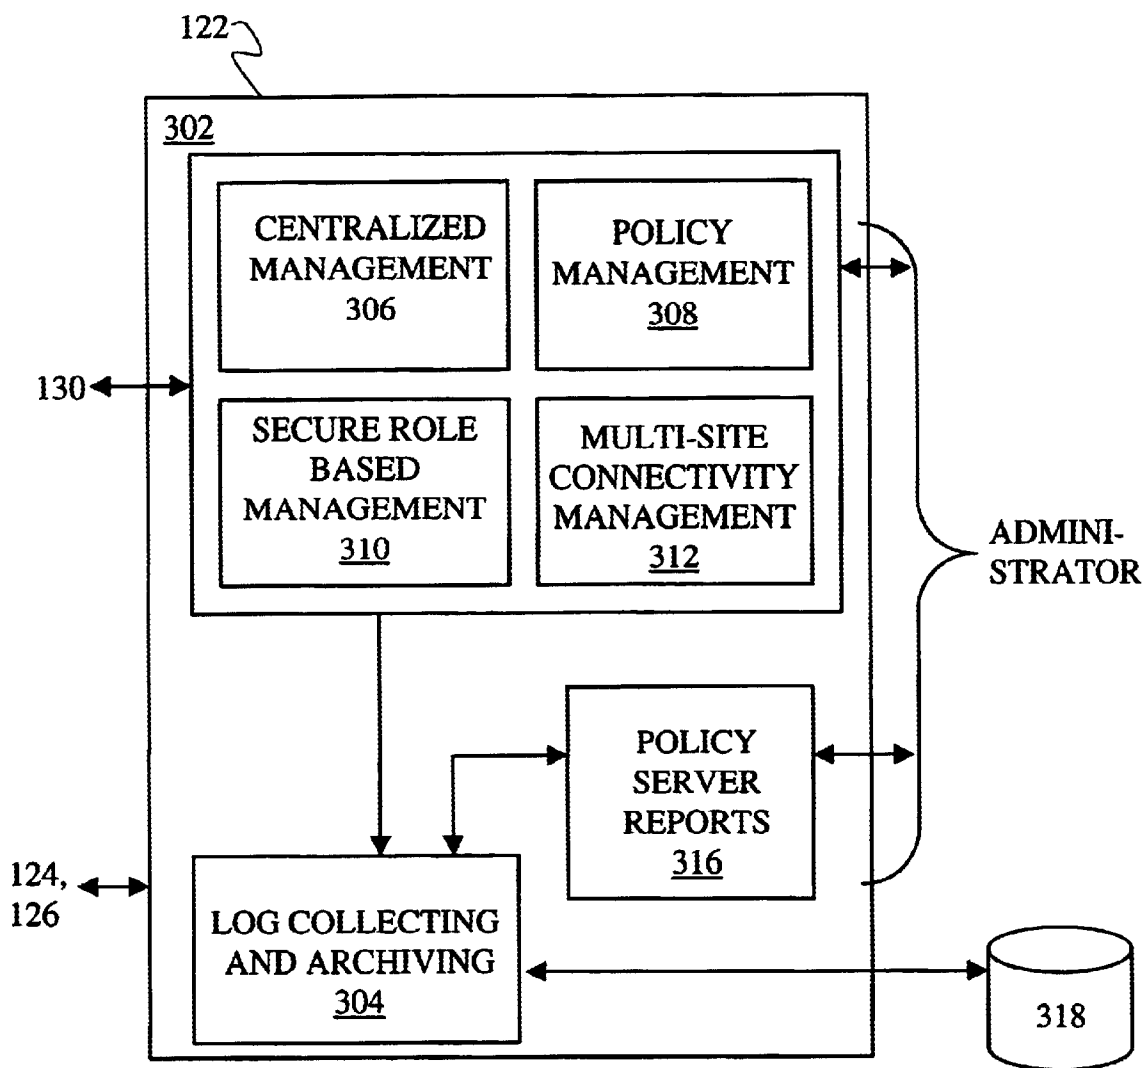 122
302
CENTRALIZED
MANAGEMENT
306
POLICY
MANAGEMENT
308
130
SECURE ROLE
BASED
MANAGEMENT
310
MULTI-SITE
CONNECTIVITY
MANAGEMENT
312
ADMINI-
STRATOR
POLICY
SERVER
REPORTS
316
124,
126
LOG COLLECTING
AND ARCHIVING
304
318